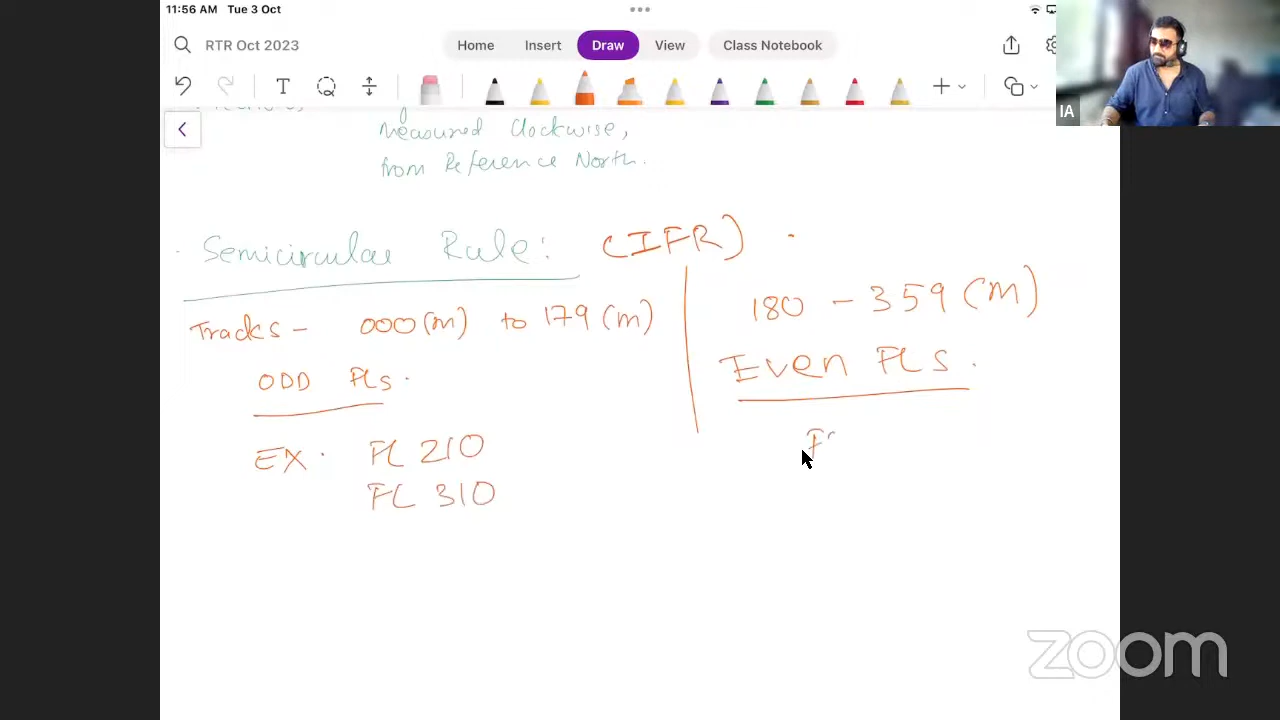 11:56 AM Tue 3 Oct
RTR Oct 2023
Home Insert Draw View Class Notebook
measured Clockwise,
from Reference North.
Semicircular Rule: (IFR)
Tracks - 000(m) to 179 (m)
ODD FLs.
EX. FL 210
FL 310
180 - 359 (M)
Even FLs.
IA
zoom